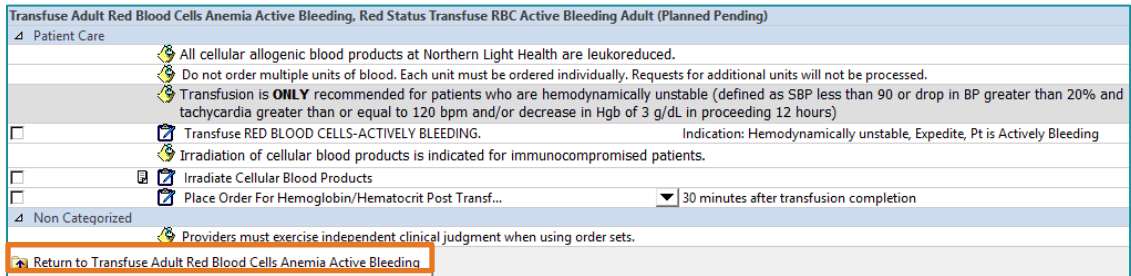 Transfuse Adult Red Blood Cells Anemia Active Bleeding, Red Status Transfuse RBC Active Bleeding Adult (Planned Pending)
Patient Care
All cellular allogenic blood products at Northern Light Health are leukoreduced.
Do not order multiple units of blood. Each unit must be ordered individually. Requests for additional units will not be processed.
Transfusion is ONLY recommended for patients who are hemodynamically unstable (defined as SBP less than 90 or drop in BP greater than 20% and
tachycardia greater than or equal to 120 bpm and/or decrease in Hgb of 3 g/dL in proceeding 12 hours)
Transfuse RED BLOOD CELLS-ACTIVELY BLEEDING. Indication: Hemodynamically unstable, Expedite, Pt is Actively Bleeding
Irradiation of cellular blood products is indicated for immunocompromised patients.
Irradiate Cellular Blood Products
Place Order For Hemoglobin/Hematocrit Post Transf... 30 minutes after transfusion completion
Non Categorized
Providers must exercise independent clinical judgment when using order sets.
Return to Transfuse Adult Red Blood Cells Anemia Active Bleeding